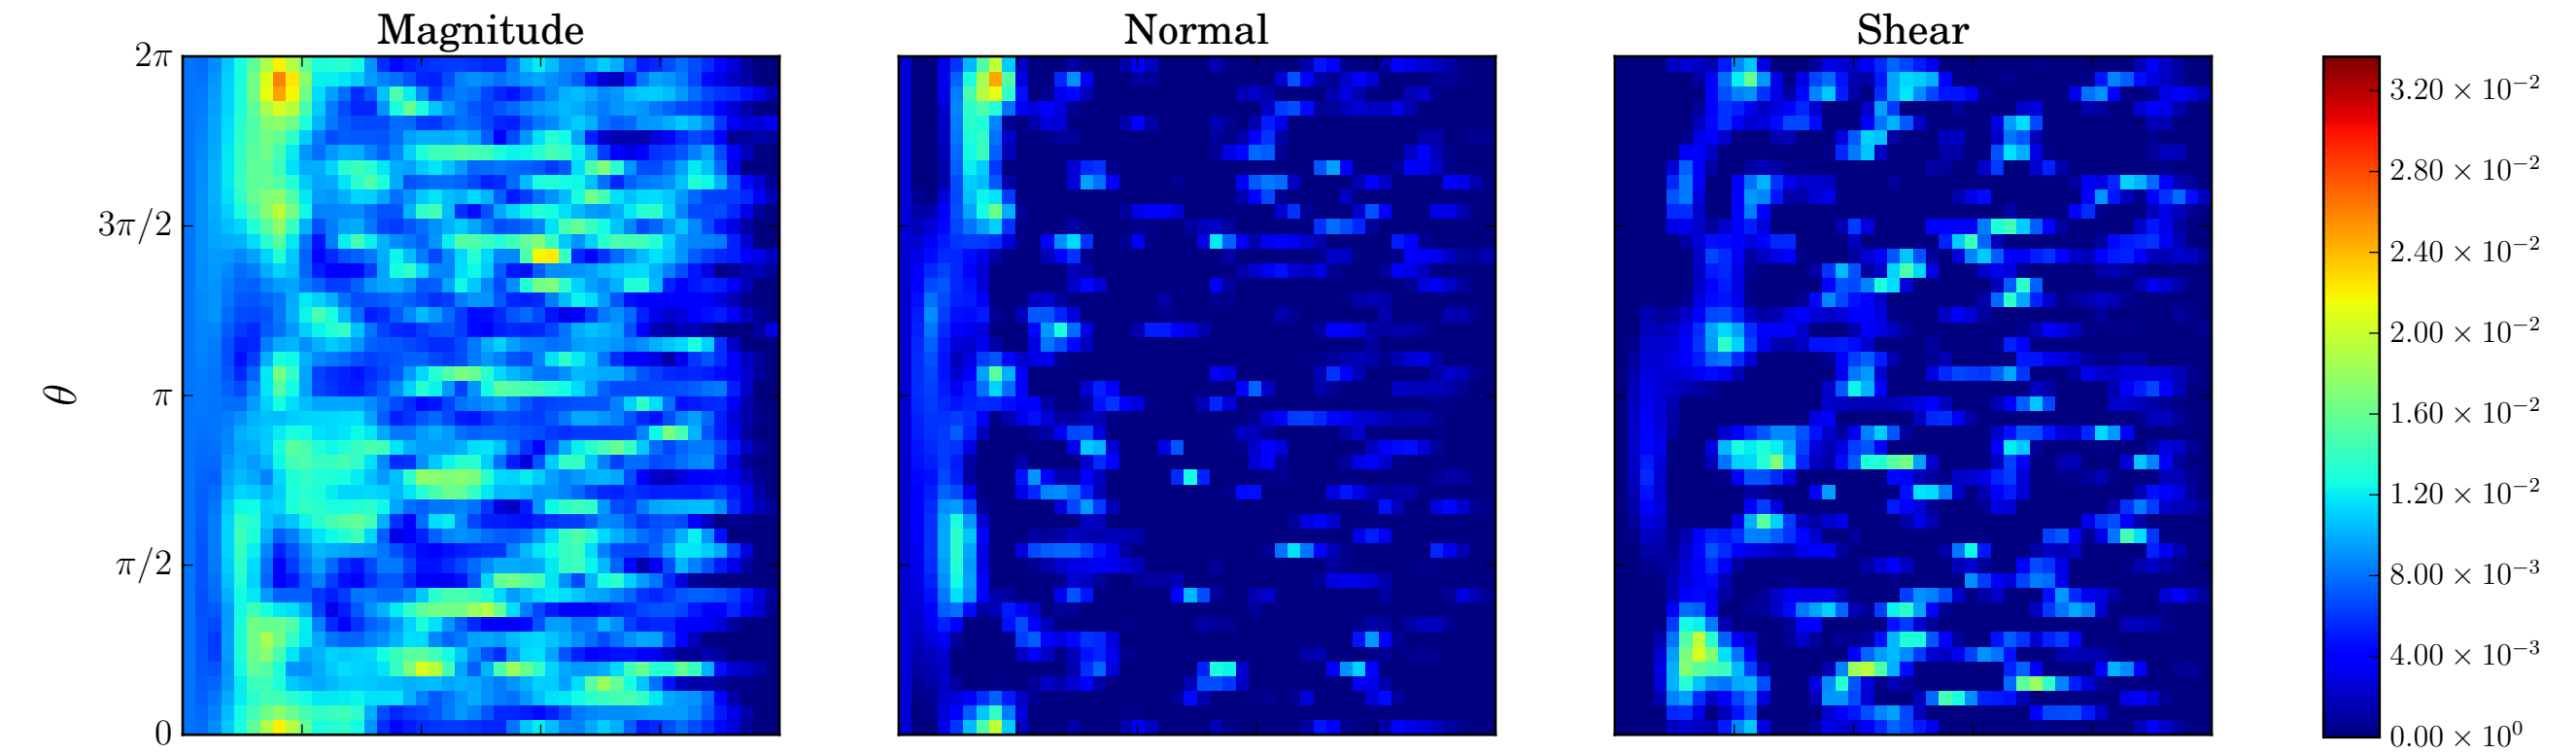 Magnitude
Normal
Shear
2π
3π/2
π
π/2
0
θ
3.20 × 10⁻²
2.80 × 10⁻²
2.40 × 10⁻²
2.00 × 10⁻²
1.60 × 10⁻²
1.20 × 10⁻²
8.00 × 10⁻³
4.00 × 10⁻³
0.00 × 10⁰